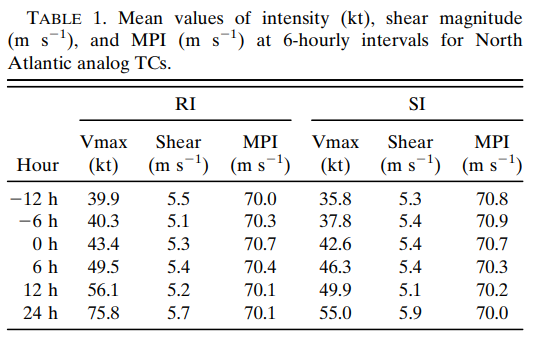 TABLE 1. Mean values of intensity (kt), shear magnitude
(m s⁻¹), and MPI (m s⁻¹) at 6-hourly intervals for North
Atlantic analog TCs.
RI SI
Vmax Shear MPI Vmax Shear MPI
Hour (kt) (m s⁻¹) (m s⁻¹) (kt) (m s⁻¹) (m s⁻¹)
−12 h 39.9 5.5 70.0 35.8 5.3 70.8
−6 h 40.3 5.1 70.3 37.8 5.4 70.9
0 h 43.4 5.3 70.7 42.6 5.4 70.7
6 h 49.5 5.4 70.4 46.3 5.4 70.3
12 h 56.1 5.2 70.1 49.9 5.1 70.2
24 h 75.8 5.7 70.1 55.0 5.9 70.0